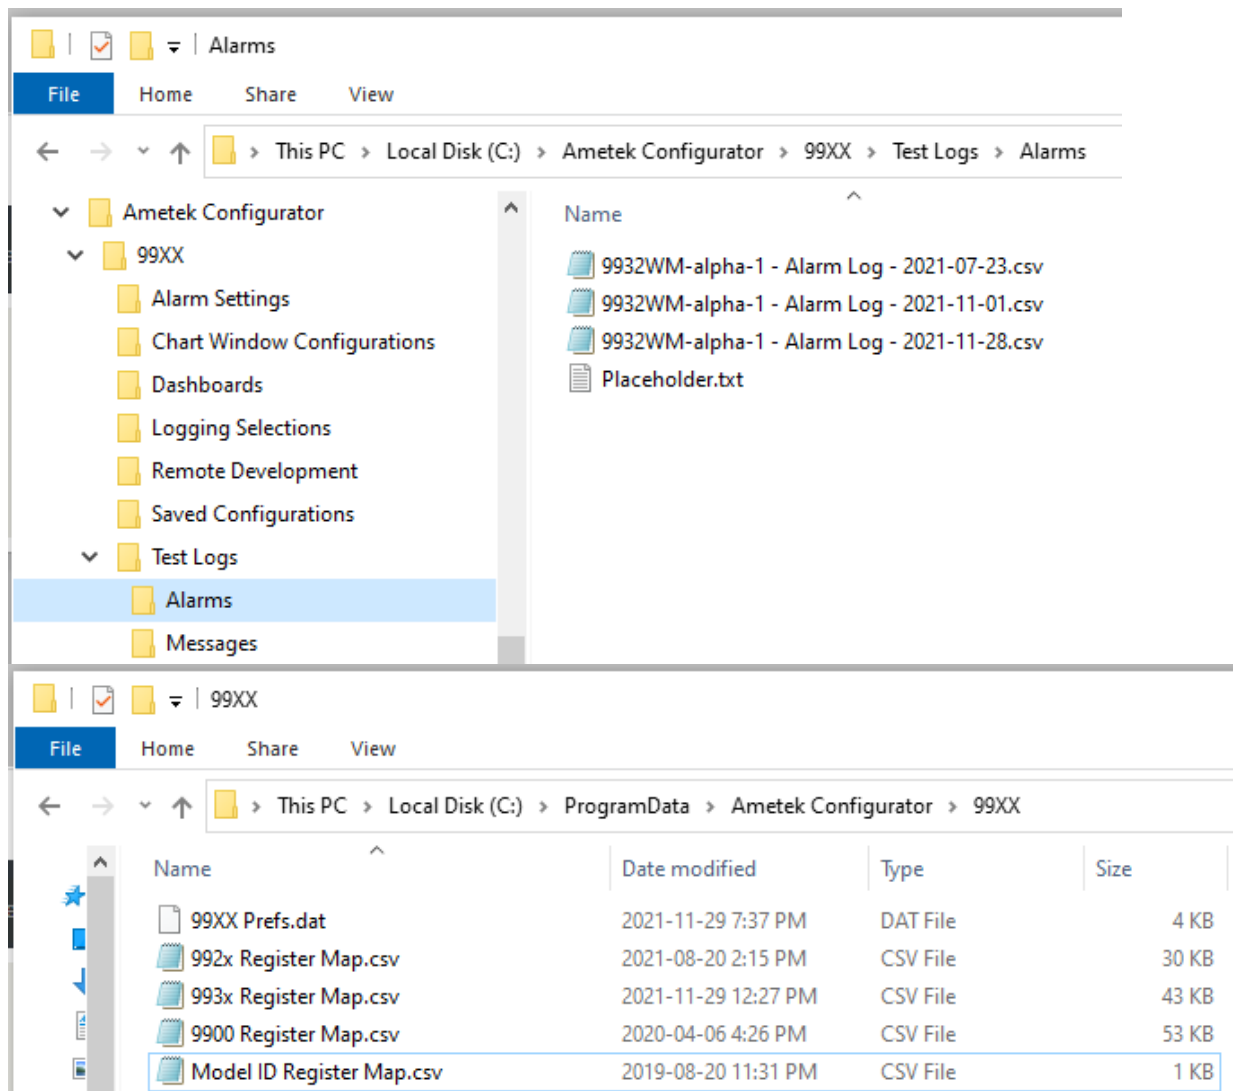 Alarms
File Home Share View
This PC > Local Disk (C:) > Ametek Configurator > 99XX > Test Logs > Alarms
Ametek Configurator
99XX
Alarm Settings
Chart Window Configurations
Dashboards
Logging Selections
Remote Development
Saved Configurations
Test Logs
Alarms
Messages
Name
9932WM-alpha-1 - Alarm Log - 2021-07-23.csv
9932WM-alpha-1 - Alarm Log - 2021-11-01.csv
9932WM-alpha-1 - Alarm Log - 2021-11-28.csv
Placeholder.txt
99XX
File Home Share View
This PC > Local Disk (C:) > ProgramData > Ametek Configurator > 99XX
Name Date modified Type Size
99XX Prefs.dat 2021-11-29 7:37 PM DAT File 4 KB
992x Register Map.csv 2021-08-20 2:15 PM CSV File 30 KB
993x Register Map.csv 2021-11-29 12:27 PM CSV File 43 KB
9900 Register Map.csv 2020-04-06 4:26 PM CSV File 53 KB
Model ID Register Map.csv 2019-08-20 11:31 PM CSV File 1 KB